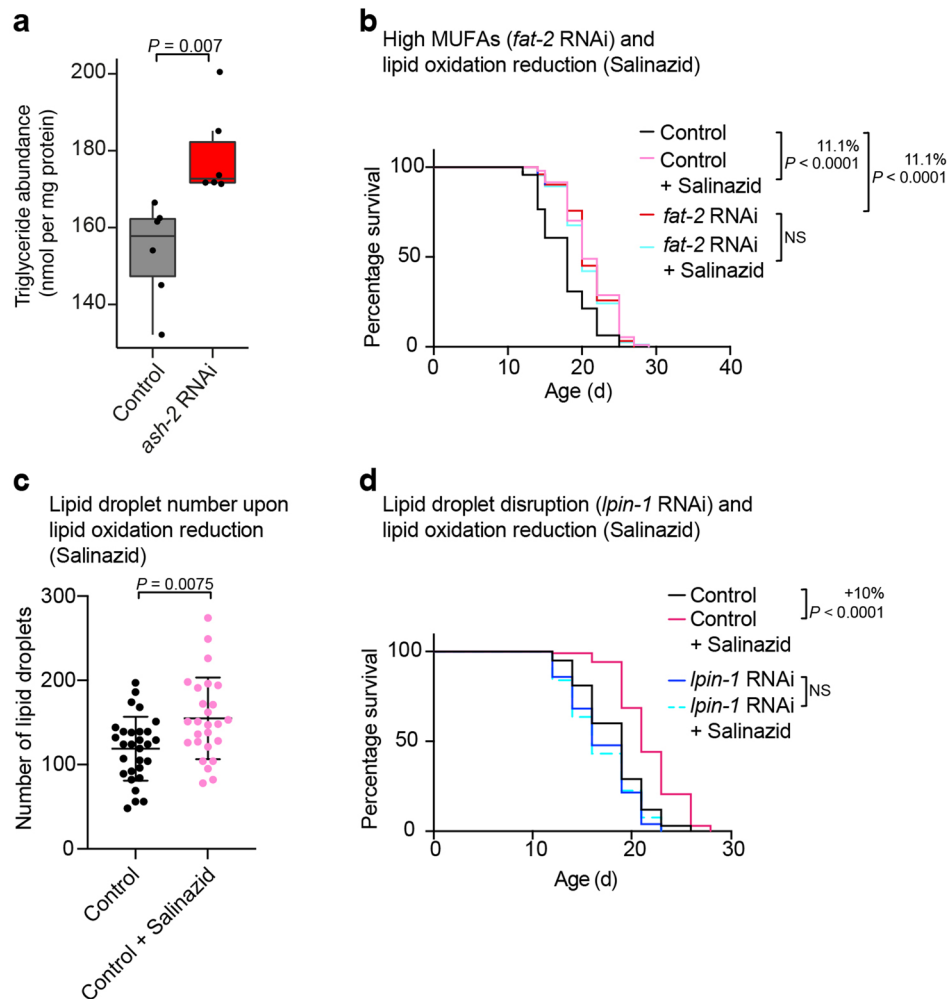 a
P = 0.007
Triglyceride abundance
(nmol per mg protein)
200
180
160
140
Control
ash-2 RNAi
b
High MUFAs (fat-2 RNAi) and
lipid oxidation reduction (Salinazid)
Percentage survival
100
50
0
0
10
20
30
40
Age (d)
Control
Control
+ Salinazid
fat-2 RNAi
fat-2 RNAi
+ Salinazid
11.1%
P < 0.0001
11.1%
P < 0.0001
NS
c
Lipid droplet number upon
lipid oxidation reduction
(Salinazid)
P = 0.0075
Number of lipid droplets
300
200
100
0
Control
Control + Salinazid
d
Lipid droplet disruption (lpin-1 RNAi) and
lipid oxidation reduction (Salinazid)
Percentage survival
100
50
0
0
10
20
30
Age (d)
Control
Control
+ Salinazid
lpin-1 RNAi
lpin-1 RNAi
+ Salinazid
+10%
P < 0.0001
NS